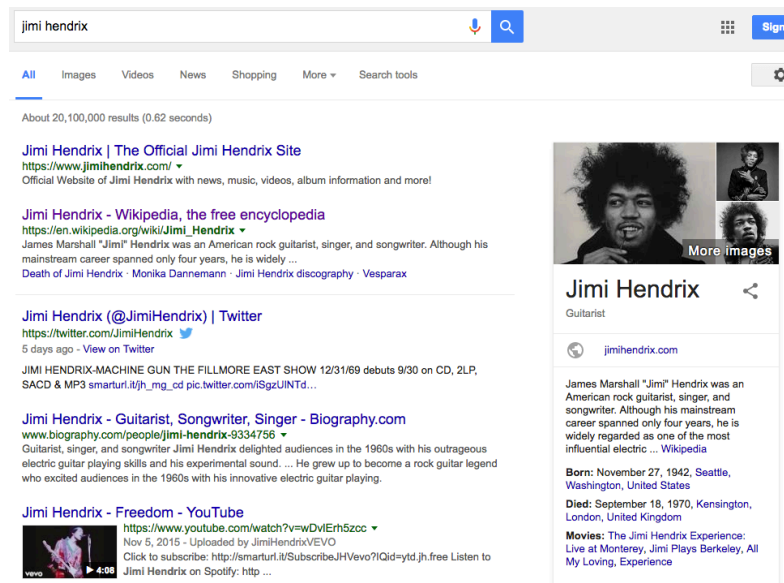 jimi hendrix
Sign
All Images Videos News Shopping More Search tools
About 20,100,000 results (0.62 seconds)
Jimi Hendrix | The Official Jimi Hendrix Site
https://www.jimihendrix.com/
Official Website of Jimi Hendrix with news, music, videos, album information and more!
Jimi Hendrix - Wikipedia, the free encyclopedia
https://en.wikipedia.org/wiki/Jimi_Hendrix
James Marshall "Jimi" Hendrix was an American rock guitarist, singer, and songwriter. Although his
mainstream career spanned only four years, he is widely ...
Death of Jimi Hendrix · Monika Dannemann · Jimi Hendrix discography · Vesparax
Jimi Hendrix (@JimiHendrix) | Twitter
https://twitter.com/JimiHendrix
5 days ago - View on Twitter
JIMI HENDRIX-MACHINE GUN THE FILLMORE EAST SHOW 12/31/69 debuts 9/30 on CD, 2LP,
SACD & MP3 smarturl.it/jh_mg_cd pic.twitter.com/iSgzUINTd…
Jimi Hendrix - Guitarist, Songwriter, Singer - Biography.com
www.biography.com/people/jimi-hendrix-9334756
Guitarist, singer, and songwriter Jimi Hendrix delighted audiences in the 1960s with his outrageous
electric guitar playing skills and his experimental sound. ... He grew up to become a rock guitar legend
who excited audiences in the 1960s with his innovative electric guitar playing.
Jimi Hendrix - Freedom - YouTube
https://www.youtube.com/watch?v=wDvIErh5zcc
Nov 5, 2015 - Uploaded by JimiHendrixVEVO
Click to subscribe: http://smarturl.it/SubscribeJHVevo?IQid=ytd.jh.free Listen to
Jimi Hendrix on Spotify: http ...
vevo 4:08
More images
Jimi Hendrix
Guitarist
jimihendrix.com
James Marshall "Jimi" Hendrix was an
American rock guitarist, singer, and
songwriter. Although his mainstream
career spanned only four years, he is
widely regarded as one of the most
influential electric ... Wikipedia
Born: November 27, 1942, Seattle,
Washington, United States
Died: September 18, 1970, Kensington,
London, United Kingdom
Movies: The Jimi Hendrix Experience:
Live at Monterey, Jimi Plays Berkeley, All
My Loving, Experience